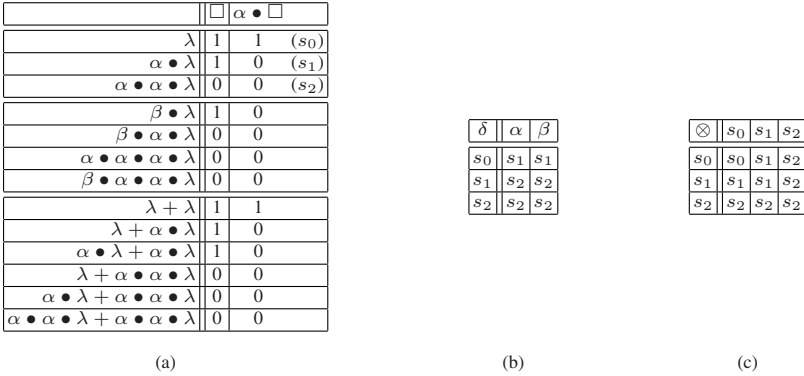 □ α • □
λ 1 1 (s₀)
α • λ 1 0 (s₁)
α • α • λ 0 0 (s₂)
β • λ 1 0
β • α • λ 0 0
α • α • α • λ 0 0
β • α • α • λ 0 0
λ + λ 1 1
λ + α • λ 1 0
α • λ + α • λ 1 0
λ + α • α • λ 0 0
α • λ + α • α • λ 0 0
α • α • λ + α • α • λ 0 0
(a)
δ α β
s₀ s₁ s₁
s₁ s₂ s₂
s₂ s₂ s₂
(b)
⊗ s₀ s₁ s₂
s₀ s₀ s₁ s₂
s₁ s₁ s₁ s₂
s₂ s₂ s₂ s₂
(c)